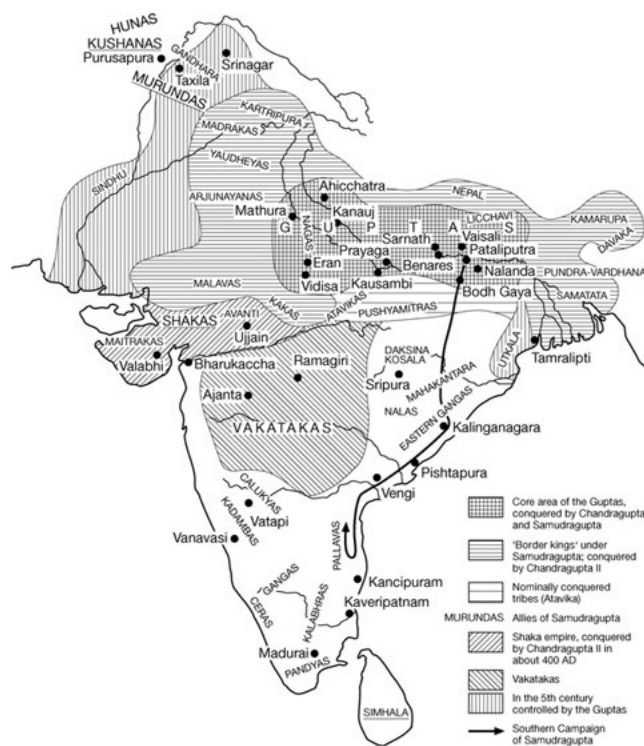 HUNAS
KUSHANAS
Purusapura
GANDHARA
Srinagar
Taxila
MURUNDAS
KARTRIPURA
MADRAKAS
YAUDHEYAS
SINDHU
ARJUNAYANAS
Ahicchatra
NEPAL
Mathura
Kanauj
LICCHAVI
KAMARUPA
GUPTAS
NAGAS
Sarnath
Vaisali
DAVAKA
Prayaga
Pataliputra
Eran
Benares
Nalanda
PUNDRA-VARDHANA
Vidisa
Kausambi
Bodh Gaya
MALAVAS
KAKAS
ATAVIKAS
PUSHYAMITRAS
SAMATATA
SHAKAS
AVANTI
Ujjain
MAITRAKAS
UTKALA
Tamralipti
Valabhi
Bharukaccha
Ramagiri
DAKSINA
KOSALA
Sripura
MAHAKANTARA
Ajanta
NALAS
VAKATAKAS
EASTERN GANGAS
Kalinganagara
Pishtapura
Vengi
CALUKYAS
Vatapi
KADAMBAS
Vanavasi
PALLAVAS
GANGAS
Kancipuram
CERAS
KALABHRAS
Kaveripatnam
Madurai
PANDYAS
SIMHALA
Core area of the Guptas,
conquered by Chandragupta
and Samudragupta
'Border kings' under
Samudragupta; conquered
by Chandragupta II
Nominally conquered
tribes (Atavika)
MURUNDAS Allies of Samudragupta
Shaka empire, conquered
by Chandragupta II in
about 400 AD
Vakatakas
In the 5th century
controlled by the Guptas
Southern Campaign
of Samudragupta